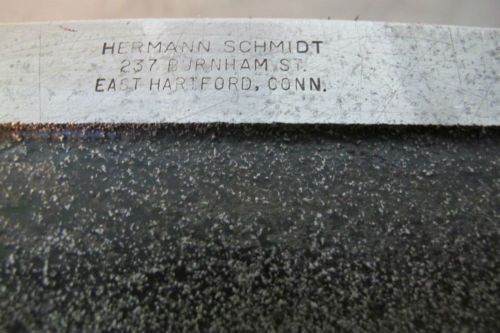 HERMANN SCHMIDT
237 BURNHAM ST.
EAST HARTFORD, CONN.